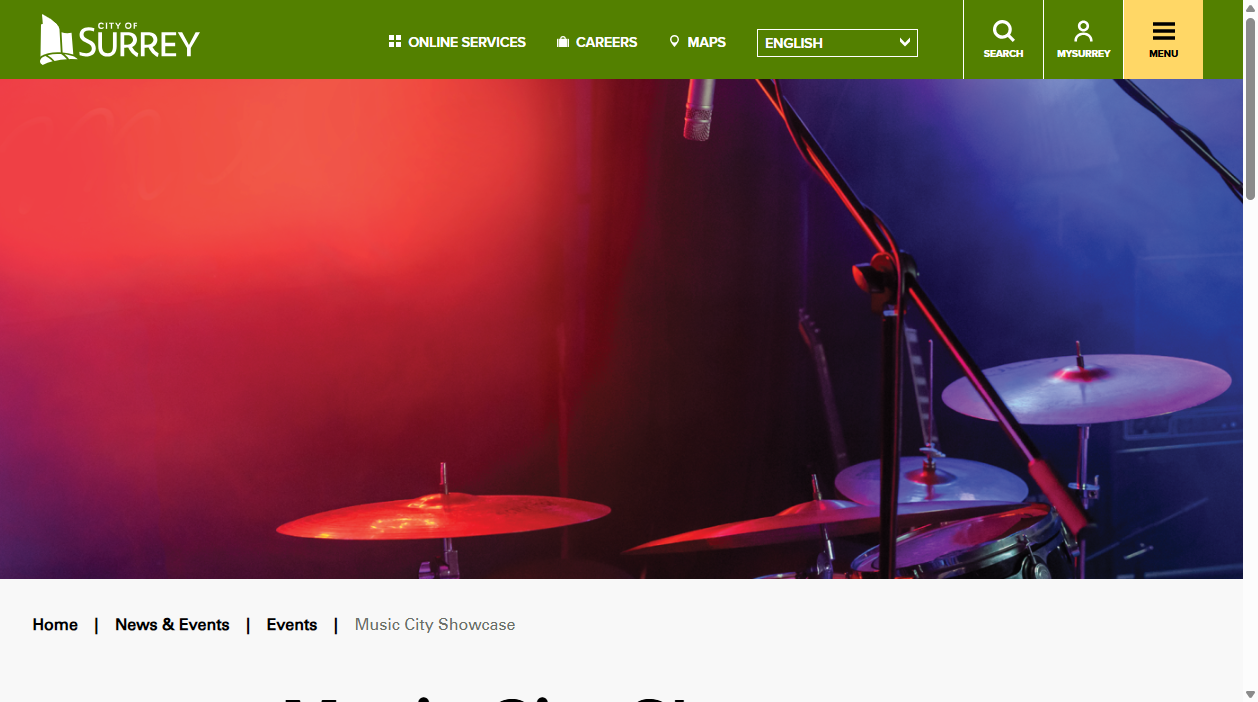 CITY OF
SURREY
ONLINE SERVICES
CAREERS
MAPS
ENGLISH
SEARCH
MYSURREY
MENU
Home | News & Events | Events | Music City Showcase